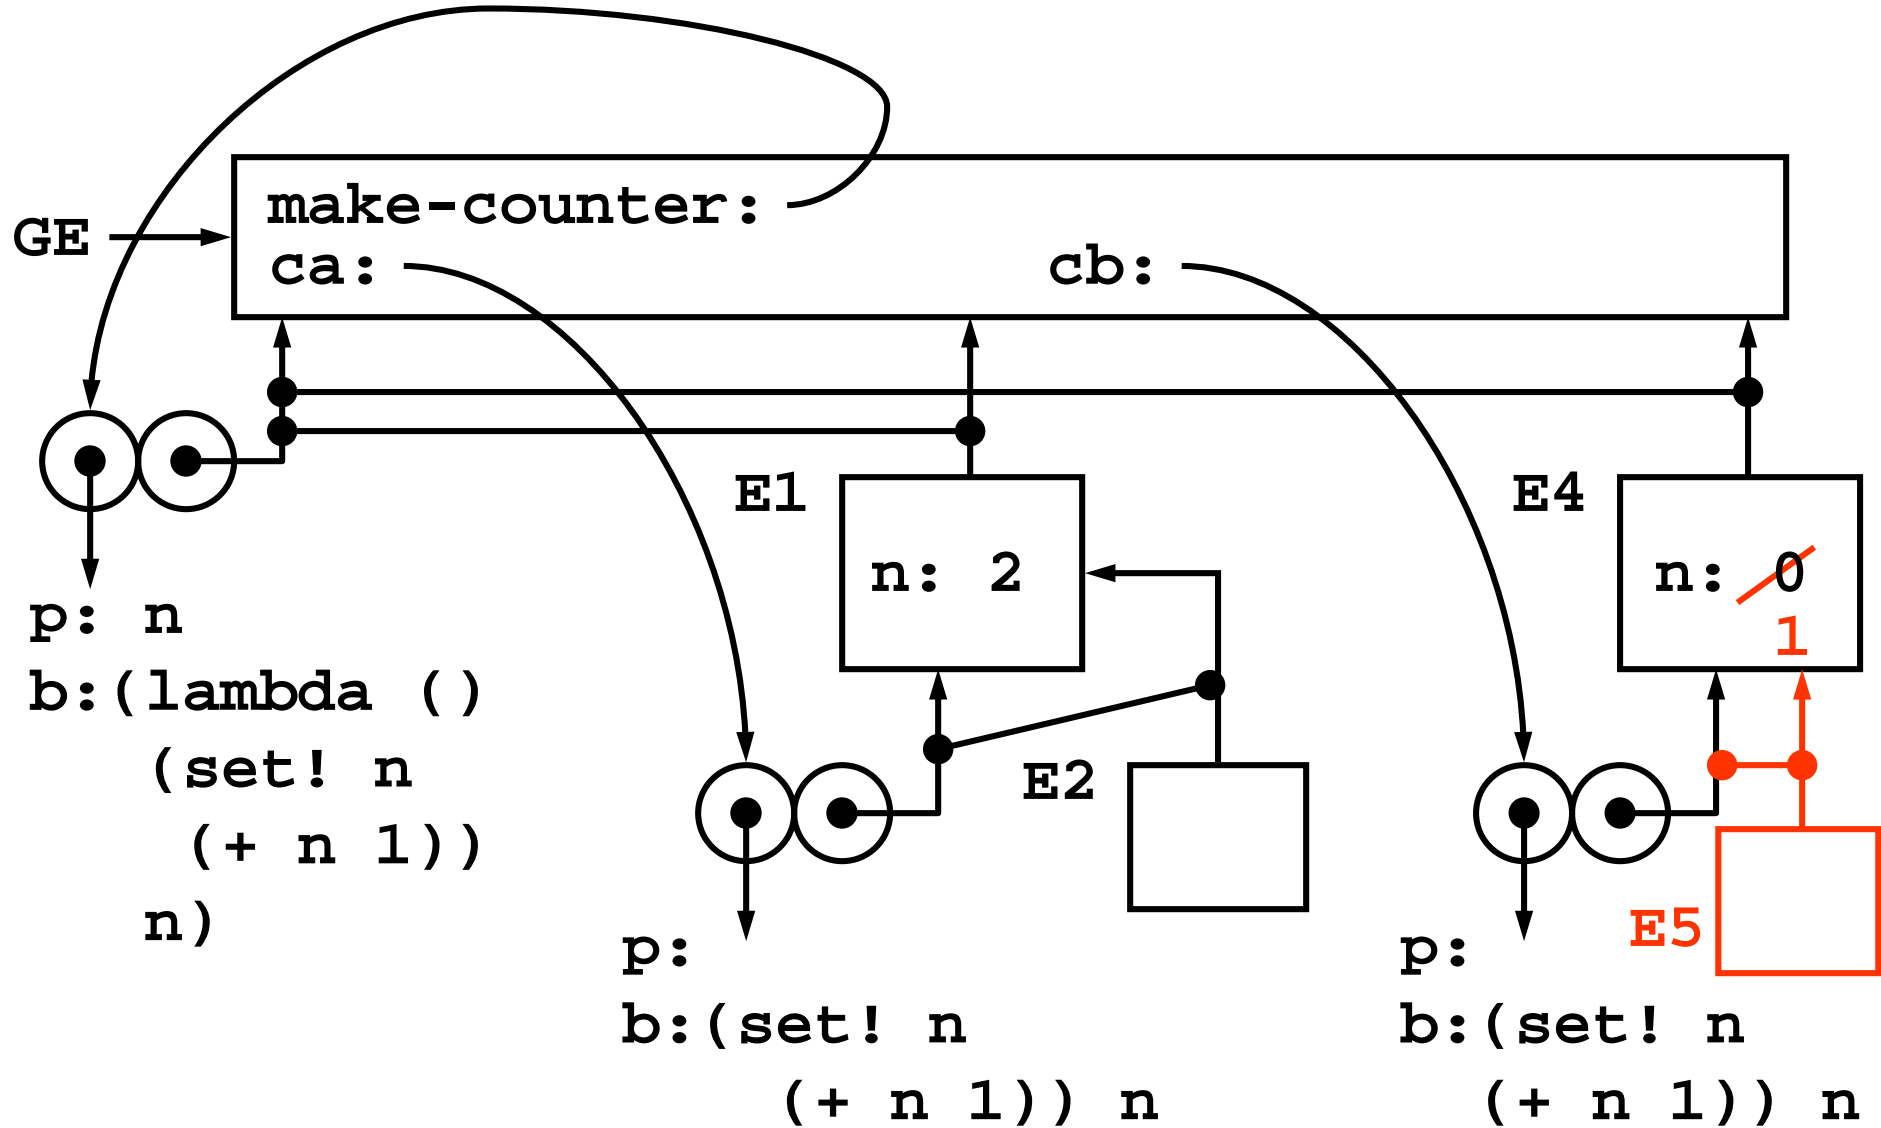 make-counter:
GE
ca:
cb:
E1
E4
n: 2
n: 0
1
p: n
b:(lambda ()
(set! n
(+ n 1))
n)
E2
E5
p:
b:(set! n
(+ n 1)) n
p:
b:(set! n
(+ n 1)) n